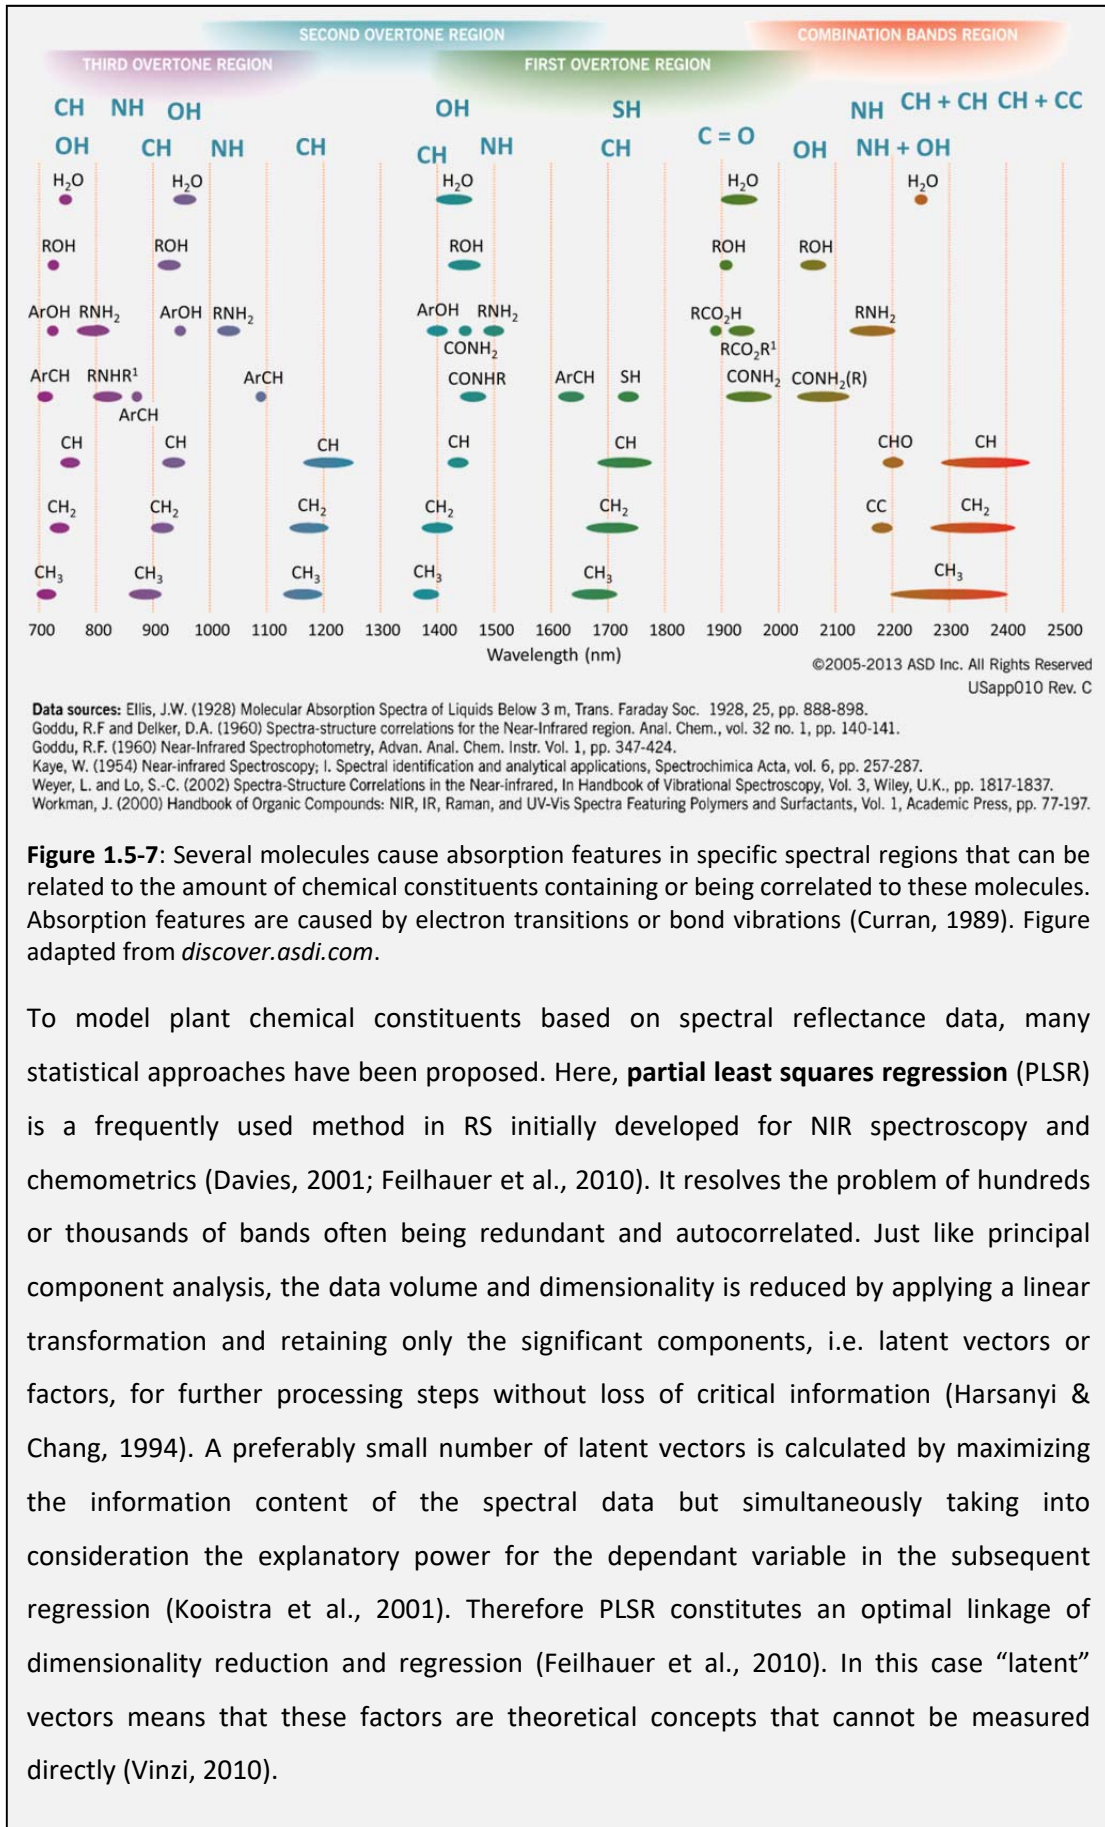 SECOND OVERTONE REGION COMBINATION BANDS REGION
THIRD OVERTONE REGION FIRST OVERTONE REGION
CH NH OH OH SH NH CH + CH CH + CC
OH CH NH CH CH NH CH C = O OH NH + OH
H₂O H₂O H₂O H₂O H₂O
ROH ROH ROH ROH ROH
ArOH RNH₂ ArOH RNH₂ ArOH RNH₂ RCO₂H RNH₂
CONH₂ RCO₂R¹
ArCH RNHR¹ ArCH CONHR ArCH SH CONH₂ CONH₂(R)
ArCH
CH CH CH CH CH CHO CH
CH₂ CH₂ CH₂ CH₂ CH₂ CC CH₂
CH₃ CH₃ CH₃ CH₃ CH₃ CH₃
700 800 900 1000 1100 1200 1300 1400 1500 1600 1700 1800 1900 2000 2100 2200 2300 2400 2500
Wavelength (nm)
©2005-2013 ASD Inc. All Rights Reserved
USapp010 Rev. C
Data sources: Ellis, J.W. (1928) Molecular Absorption Spectra of Liquids Below 3 m, Trans. Faraday Soc. 1928, 25, pp. 888-898.
Goddu, R.F and Delker, D.A. (1960) Spectra-structure correlations for the Near-Infrared region. Anal. Chem., vol. 32 no. 1, pp. 140-141.
Goddu, R.F. (1960) Near-Infrared Spectrophotometry, Advan. Anal. Chem. Instr. Vol. 1, pp. 347-424.
Kaye, W. (1954) Near-infrared Spectroscopy; I. Spectral identification and analytical applications, Spectrochimica Acta, vol. 6, pp. 257-287.
Weyer, L. and Lo, S.-C. (2002) Spectra-Structure Correlations in the Near-infrared, In Handbook of Vibrational Spectroscopy, Vol. 3, Wiley, U.K., pp. 1817-1837.
Workman, J. (2000) Handbook of Organic Compounds: NIR, IR, Raman, and UV-Vis Spectra Featuring Polymers and Surfactants, Vol. 1, Academic Press, pp. 77-197.
Figure 1.5-7: Several molecules cause absorption features in specific spectral regions that can be
related to the amount of chemical constituents containing or being correlated to these molecules.
Absorption features are caused by electron transitions or bond vibrations (Curran, 1989). Figure
adapted from discover.asdi.com.
To model plant chemical constituents based on spectral reflectance data, many
statistical approaches have been proposed. Here, partial least squares regression (PLSR)
is a frequently used method in RS initially developed for NIR spectroscopy and
chemometrics (Davies, 2001; Feilhauer et al., 2010). It resolves the problem of hundreds
or thousands of bands often being redundant and autocorrelated. Just like principal
component analysis, the data volume and dimensionality is reduced by applying a linear
transformation and retaining only the significant components, i.e. latent vectors or
factors, for further processing steps without loss of critical information (Harsanyi &
Chang, 1994). A preferably small number of latent vectors is calculated by maximizing
the information content of the spectral data but simultaneously taking into
consideration the explanatory power for the dependant variable in the subsequent
regression (Kooistra et al., 2001). Therefore PLSR constitutes an optimal linkage of
dimensionality reduction and regression (Feilhauer et al., 2010). In this case “latent”
vectors means that these factors are theoretical concepts that cannot be measured
directly (Vinzi, 2010).